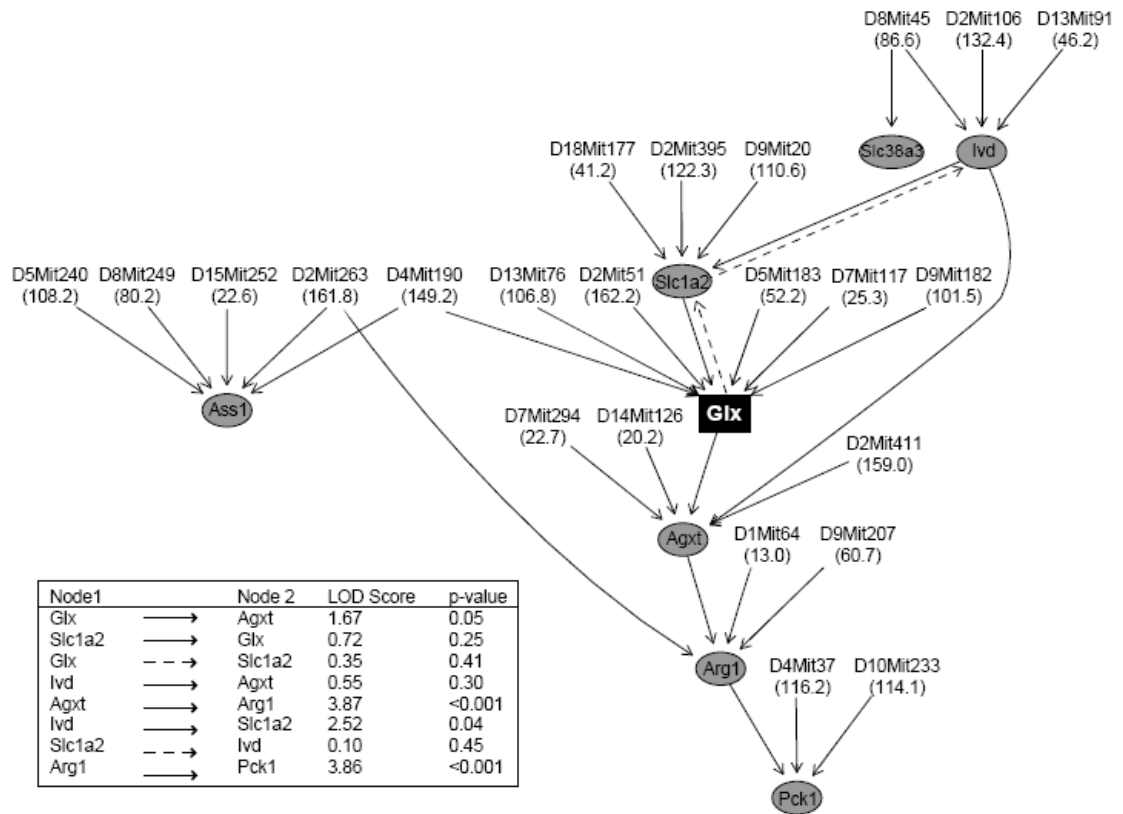 D8Mit45 D2Mit106 D13Mit91
(86.6) (132.4) (46.2)
Slc38a3 Ivd
D18Mit177 D2Mit395 D9Mit20
(41.2) (122.3) (110.6)
Slc1a2
D5Mit240 D8Mit249 D15Mit252 D2Mit263 D4Mit190 D13Mit76 D2Mit51 D5Mit183 D7Mit117 D9Mit182
(108.2) (80.2) (22.6) (161.8) (149.2) (106.8) (162.2) (52.2) (25.3) (101.5)
Ass1 Glx
D7Mit294 D14Mit126 D2Mit411
(22.7) (20.2) (159.0)
Agxt
D1Mit64 D9Mit207
(13.0) (60.7)
Arg1
D4Mit37 D10Mit233
(116.2) (114.1)
Pck1
Node1 Node 2 LOD Score p-value
Glx Agxt 1.67 0.05
Slc1a2 Glx 0.72 0.25
Glx Slc1a2 0.35 0.41
Ivd Agxt 0.55 0.30
Agxt Arg1 3.87 <0.001
Ivd Slc1a2 2.52 0.04
Slc1a2 Ivd 0.10 0.45
Arg1 Pck1 3.86 <0.001